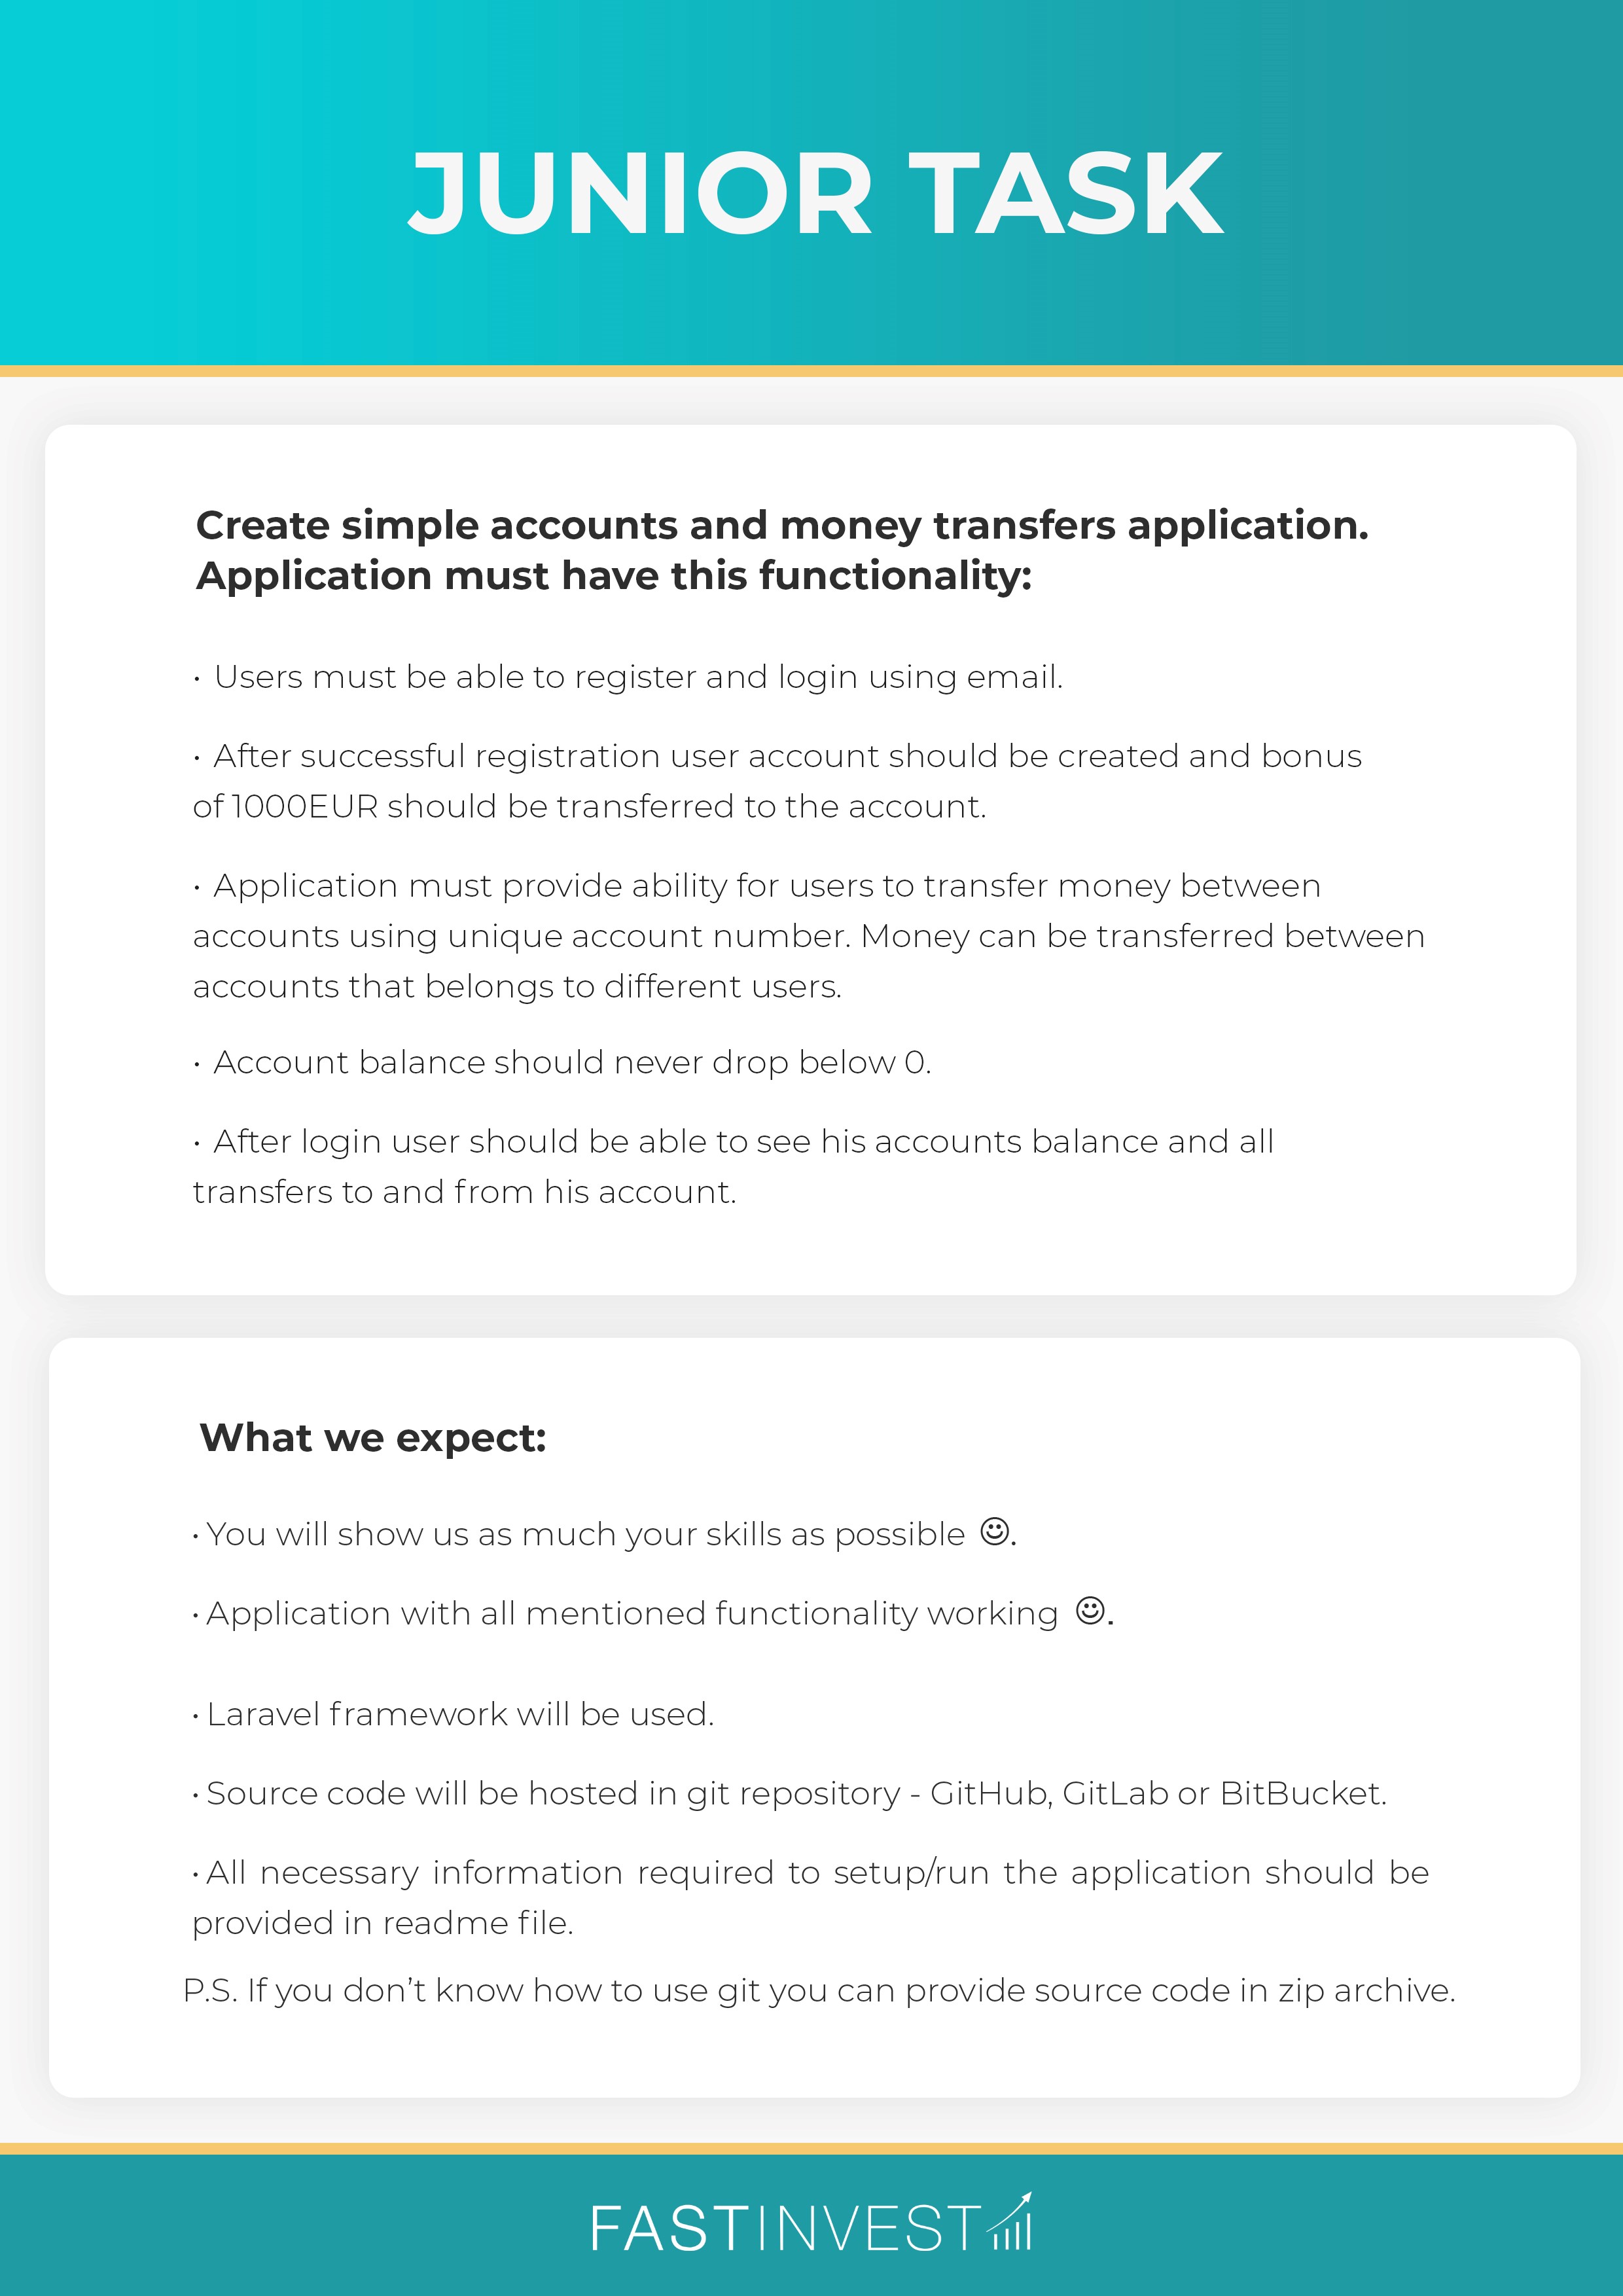 JUNIOR TASK
Create simple accounts and money transfers application.
Application must have this functionality:
· Users must be able to register and login using email.
· After successful registration user account should be created and bonus
of 1000EUR should be transferred to the account.
· Application must provide ability for users to transfer money between
accounts using unique account number. Money can be transferred between
accounts that belongs to different users.
· Account balance should never drop below 0.
· After login user should be able to see his accounts balance and all
transfers to and from his account.
What we expect:
· You will show us as much your skills as possible ☺.
· Application with all mentioned functionality working ☺.
· Laravel framework will be used.
· Source code will be hosted in git repository - GitHub, GitLab or BitBucket.
· All necessary information required to setup/run the application should be
provided in readme file.
P.S. If you don’t know how to use git you can provide source code in zip archive.
FASTINVEST